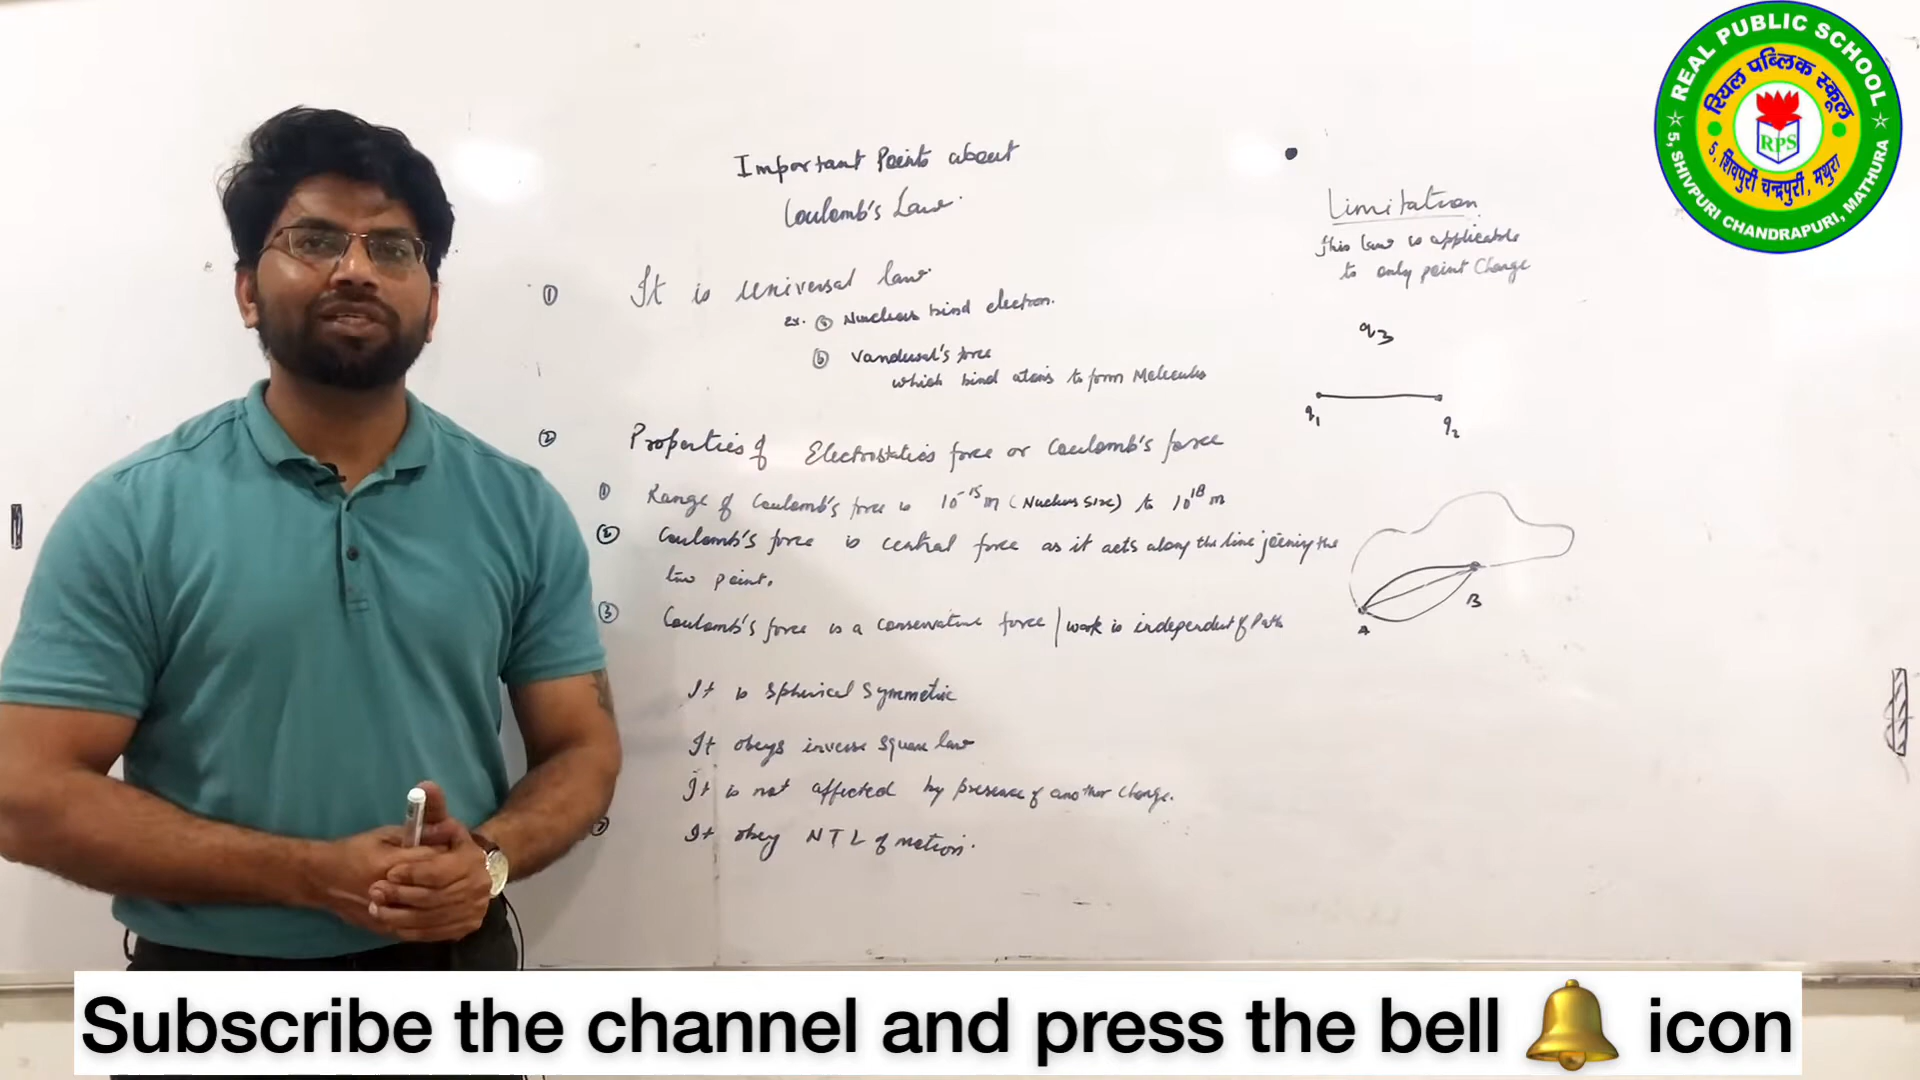 REAL PUBLIC SCHOOL
रियल पब्लिक स्कूल
RPS
5, शिवपुरी चन्द्रपुरी, मथुरा
5, SHIVPURI CHANDRAPURI, MATHURA
Important Points about
Coulomb's Law.
① It is universal law.
Ex. ⓐ Nucleus bind electron.
ⓑ Vanderwal's force
which bind atoms to form Molecules
② Properties of Electrostatics force or Coulomb's force
① Range of Coulomb's force is 10⁻¹⁵ m (Nucleus Size) to 10¹⁸ m
② Coulomb's force is central force as it acts along the line joining the
two point.
③ Coulomb's force is a conservative force | work is independent of Path
It is Spherical Symmetric
It obeys inverse Square law
It is not affected by presence of another charge.
7 It obey NTL of motion.
Limitation
This law is applicable
to only point Charge
q₃
q₁ q₂
A B
Subscribe the channel and press the bell 🔔 icon